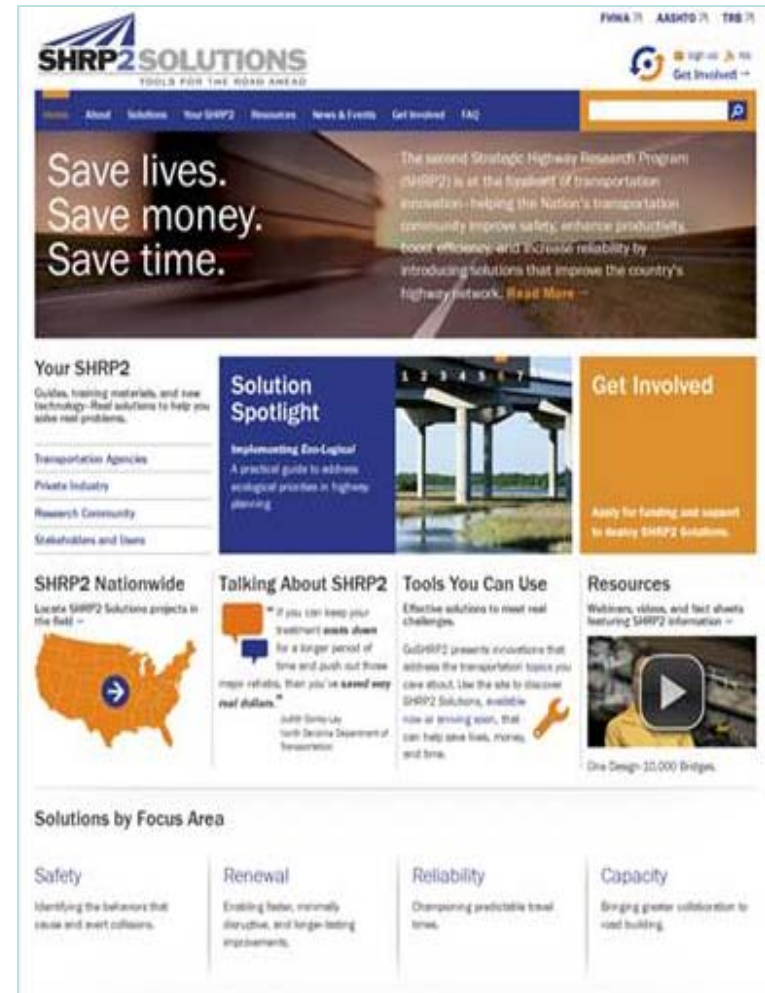 FHWA AASHTO TRB
SHRP2SOLUTIONS
TOOLS FOR THE ROAD AHEAD
Sign up
Get Involved
Home About Solutions Your SHRP2 Resources News & Events Get Involved FAQ
Save lives.
Save money.
Save time.
The second Strategic Highway Research Program
(SHRP2) is at the forefront of transportation
innovation–helping the Nation's transportation
community improve safety, enhance productivity,
boost efficiency, and increase reliability by
introducing solutions that improve the country's
highway network. Read More
Your SHRP2
Guides, training materials, and new
technology–Real solutions to help you
solve real problems.
Transportation Agencies
Private Industry
Research Community
Stakeholders and Users
Solution
Spotlight
Implementing Eco-Logical
A practical guide to address
ecological priorities in highway
planning
1 2 3 4 5 6 7
Get Involved
Apply for funding and support
to deploy SHRP2 Solutions.
SHRP2 Nationwide
Locate SHRP2 Solutions projects in
the field
Talking About SHRP2
" If you can keep your
treatment costs down
for a longer period of
time and push out those
major rehabs, then you've saved very
real dollars."
North Carolina Department of
Transportation
Tools You Can Use
Effective solutions to meet real
challenges.
GoSHRP2 presents innovations that
address the transportation topics you
care about. Use the site to discover
SHRP2 Solutions, available
now or arriving soon, that
can help save lives, money,
and time.
Resources
Webinars, videos, and fact sheets
featuring SHRP2 information
One Design-10,000 Bridges.
Solutions by Focus Area
Safety
Identifying the behaviors that
cause and avert collisions.
Renewal
Enabling faster, minimally
disruptive, and longer-lasting
improvements.
Reliability
Championing predictable travel
times.
Capacity
Bringing greater collaboration to
road building.